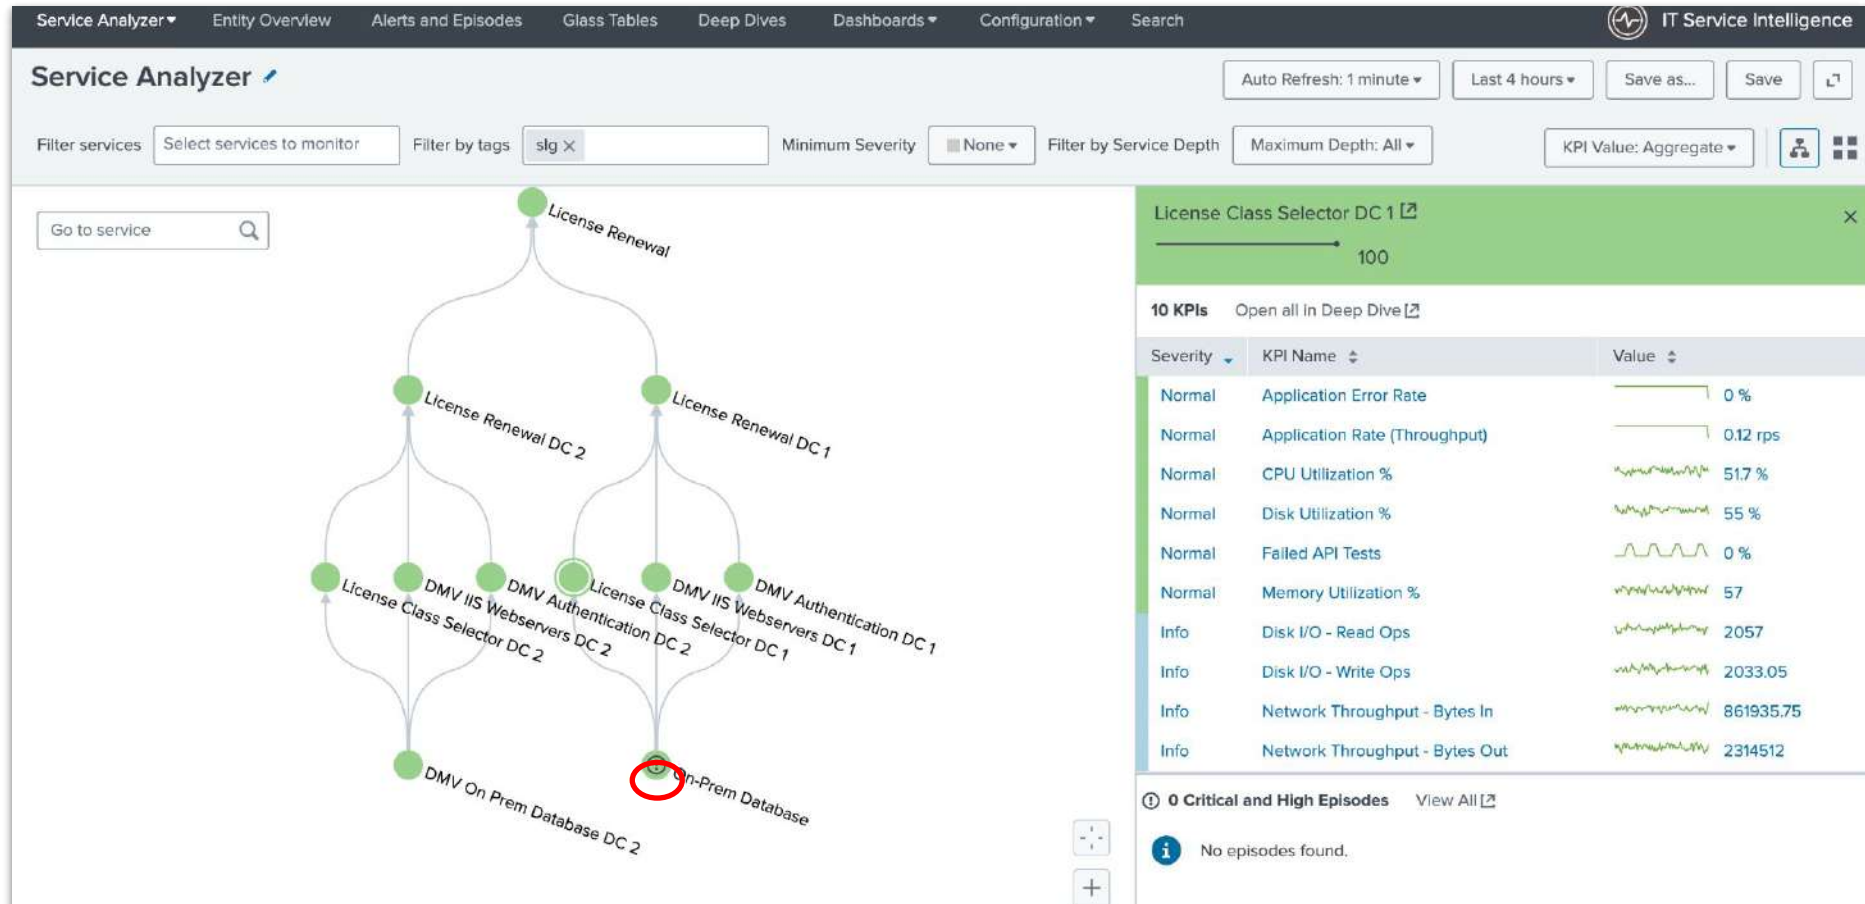 Service Analyzer Entity Overview Alerts and Episodes Glass Tables Deep Dives Dashboards Configuration Search IT Service Intelligence
Service Analyzer Auto Refresh: 1 minute Last 4 hours Save as... Save
Filter services Select services to monitor Filter by tags slg × Minimum Severity None Filter by Service Depth Maximum Depth: All KPI Value: Aggregate
Go to service
License Renewal
License Renewal DC 2
License Renewal DC 1
License Class Selector DC 2
DMV IIS Webservers DC 2
DMV Authentication DC 2
License Class Selector DC 1
DMV IIS Webservers DC 1
DMV Authentication DC 1
DMV On Prem Database DC 2
On-Prem Database
License Class Selector DC 1
100
10 KPIs Open all in Deep Dive
Severity KPI Name Value
Normal Application Error Rate 0 %
Normal Application Rate (Throughput) 0.12 rps
Normal CPU Utilization % 51.7 %
Normal Disk Utilization % 55 %
Normal Failed API Tests 0 %
Normal Memory Utilization % 57
Info Disk I/O - Read Ops 2057
Info Disk I/O - Write Ops 2033.05
Info Network Throughput - Bytes In 861935.75
Info Network Throughput - Bytes Out 2314512
0 Critical and High Episodes View All
No episodes found.